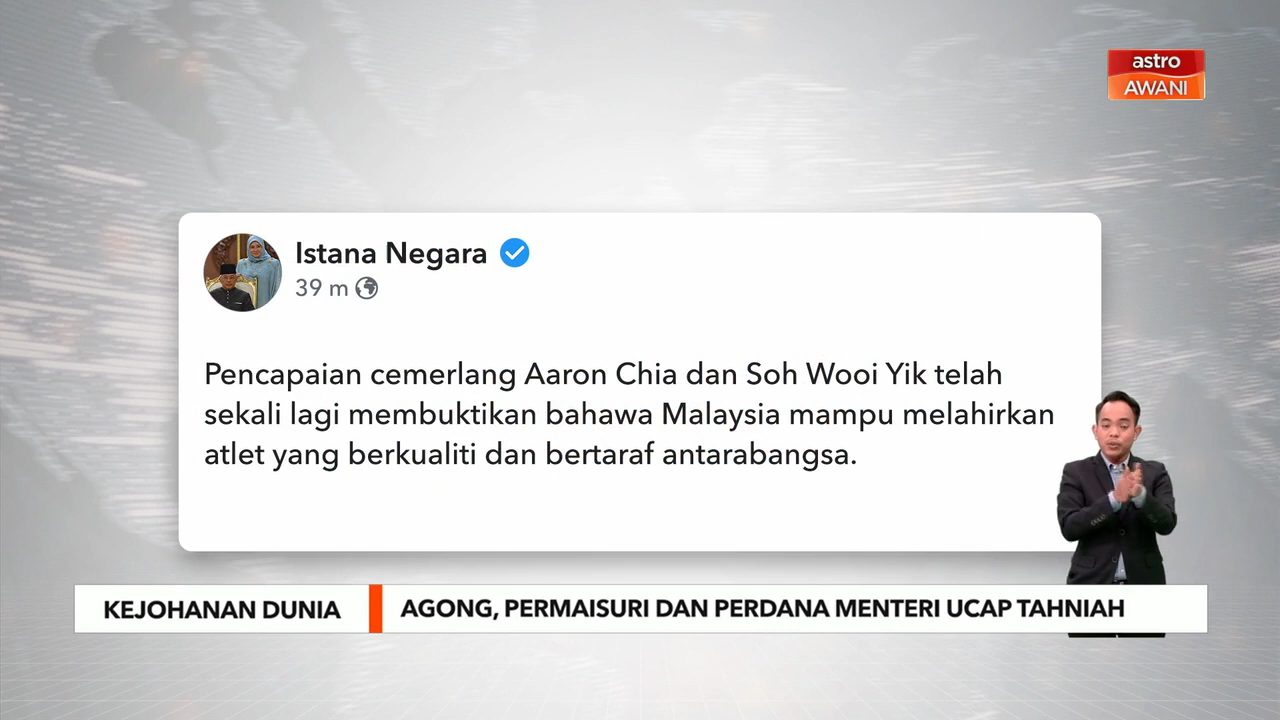 astro
AWANI
Istana Negara
39 m
Pencapaian cemerlang Aaron Chia dan Soh Wooi Yik telah
sekali lagi membuktikan bahawa Malaysia mampu melahirkan
atlet yang berkualiti dan bertaraf antarabangsa.
KEJOHANAN DUNIA
AGONG, PERMAISURI DAN PERDANA MENTERI UCAP TAHNIAH